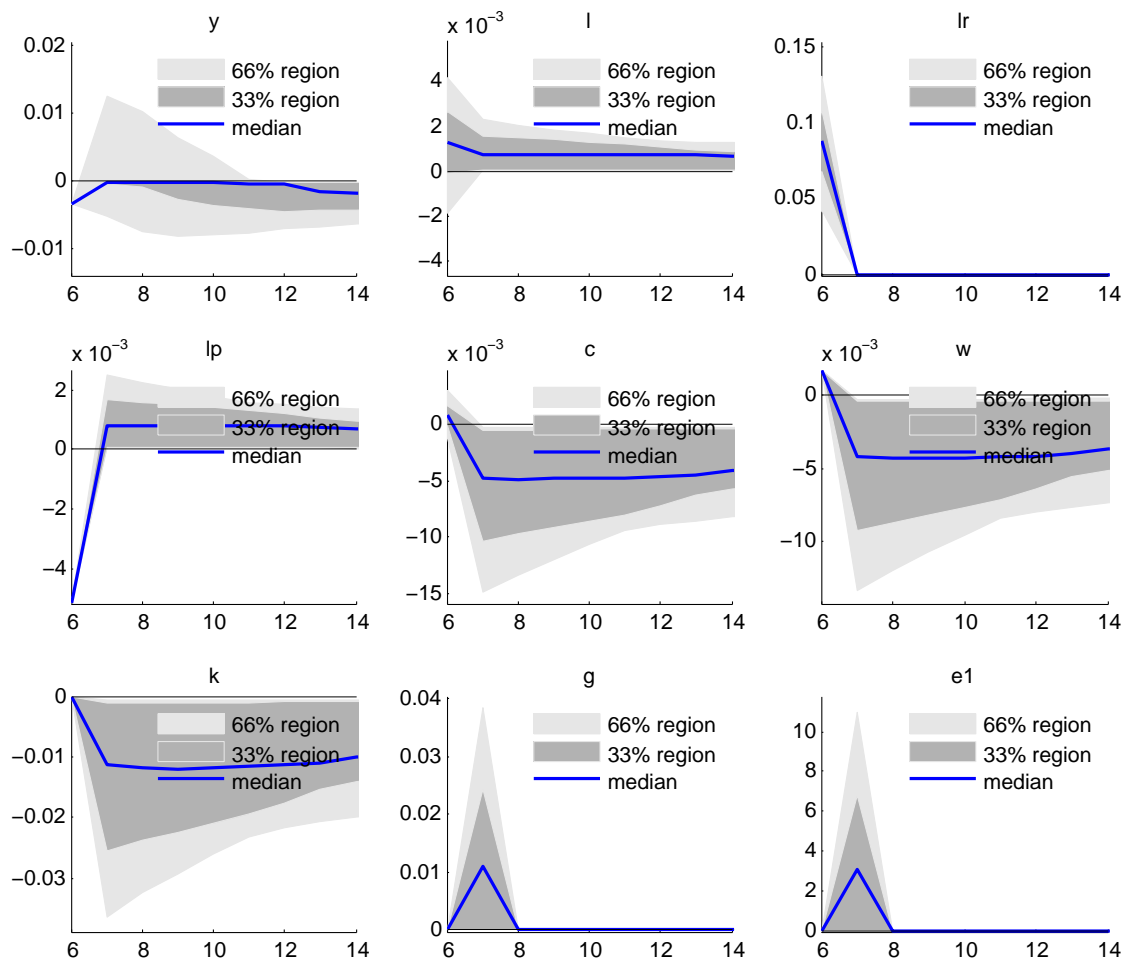 y
0.02
0.01
0
−0.01
66% region
33% region
median
6 8 10 12 14
x 10−3
l
4
2
0
−2
−4
66% region
33% region
median
6 8 10 12 14
lr
0.15
0.1
0.05
0
66% region
33% region
median
6 8 10 12 14
x 10−3
lp
2
0
−2
−4
66% region
33% region
median
6 8 10 12 14
x 10−3
c
0
−5
−10
−15
66% region
33% region
median
6 8 10 12 14
x 10−3
w
0
−5
−10
66% region
33% region
median
6 8 10 12 14
k
0
−0.01
−0.02
−0.03
66% region
33% region
median
6 8 10 12 14
g
0.04
0.03
0.02
0.01
0
66% region
33% region
median
6 8 10 12 14
e1
10
8
6
4
2
0
66% region
33% region
median
6 8 10 12 14